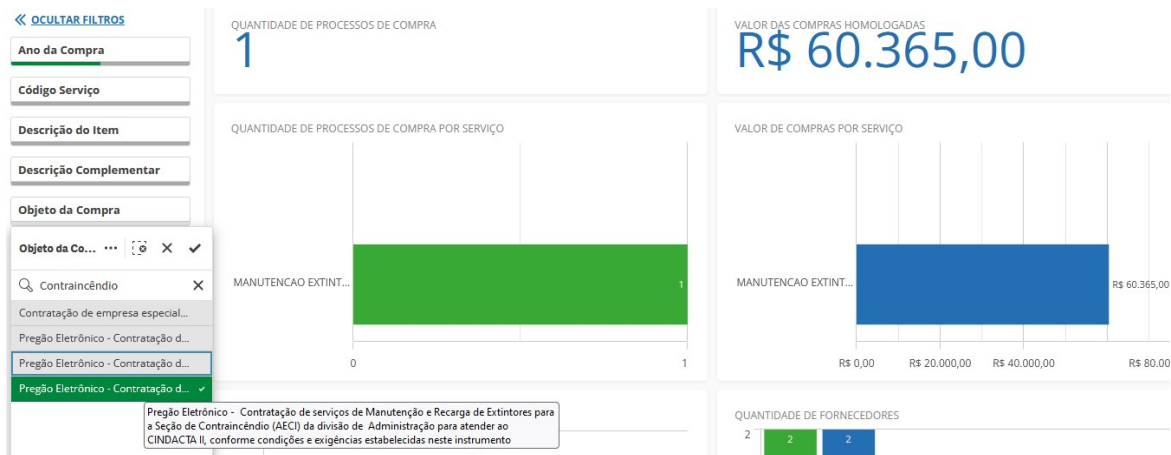 OCULTAR FILTROS
Ano da Compra
Código Serviço
Descrição do Item
Descrição Complementar
Objeto da Compra
Objeto da Co... ...
Contraincêndio
Contratação de empresa especial...
Pregão Eletrônico - Contratação d...
Pregão Eletrônico - Contratação d...
Pregão Eletrônico - Contratação d...
Pregão Eletrônico - Contratação de serviços de Manutenção e Recarga de Extintores para
a Seção de Contraincêndio (AECI) da divisão de Administração para atender ao
CINDACTA II, conforme condições e exigências estabelecidas neste instrumento
QUANTIDADE DE PROCESSOS DE COMPRA
1
VALOR DAS COMPRAS HOMOLOGADAS
R$ 60.365,00
QUANTIDADE DE PROCESSOS DE COMPRA POR SERVIÇO
MANUTENCAO EXTINT...
1
0
1
VALOR DE COMPRAS POR SERVIÇO
MANUTENCAO EXTINT...
R$ 60.365,00
R$ 0,00
R$ 20.000,00
R$ 40.000,00
R$ 80.00
QUANTIDADE DE FORNECEDORES
2
2
2